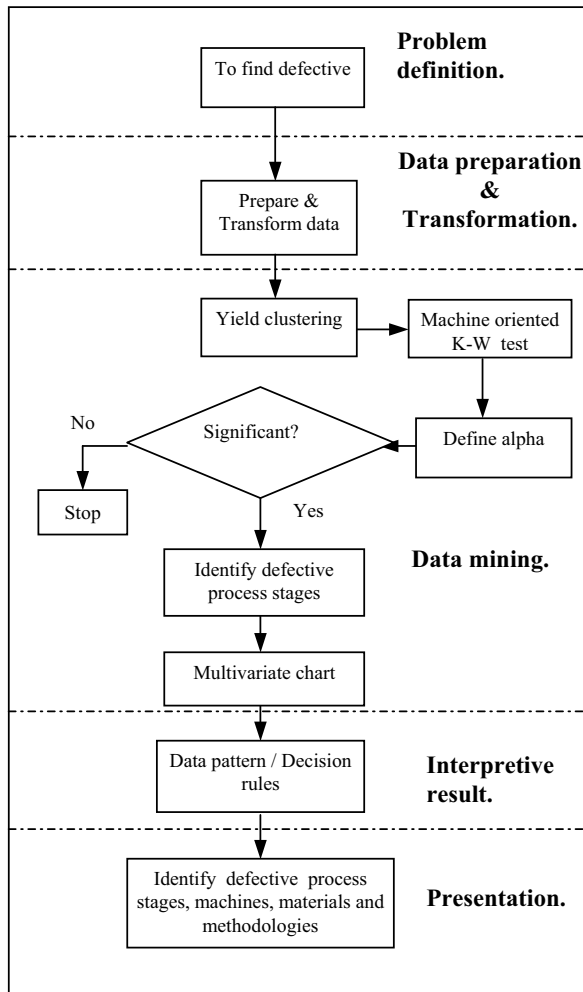 Problem
definition.
To find defective
Data preparation
&
Transformation.
Prepare &
Transform data
Yield clustering
Machine oriented
K-W test
Define alpha
Significant?
No
Stop
Yes
Identify defective
process stages
Data mining.
Multivariate chart
Data pattern / Decision
rules
Interpretive
result.
Identify defective process
stages, machines, materials and
methodologies
Presentation.